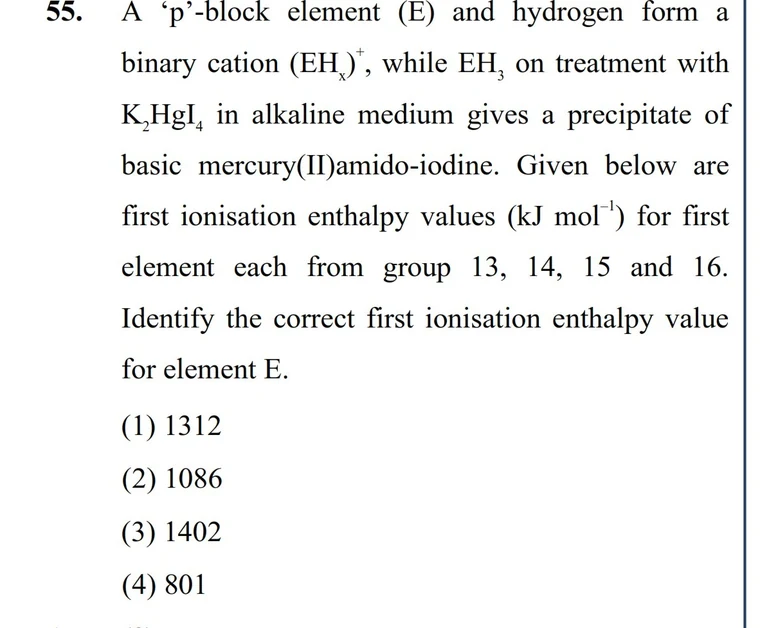 55. A ‘p’-block element (E) and hydrogen form a
binary cation (EHₓ)⁺, while EH₃ on treatment with
K₂HgI₄ in alkaline medium gives a precipitate of
basic mercury(II)amido-iodine. Given below are
first ionisation enthalpy values (kJ mol⁻¹) for first
element each from group 13, 14, 15 and 16.
Identify the correct first ionisation enthalpy value
for element E.
(1) 1312
(2) 1086
(3) 1402
(4) 801